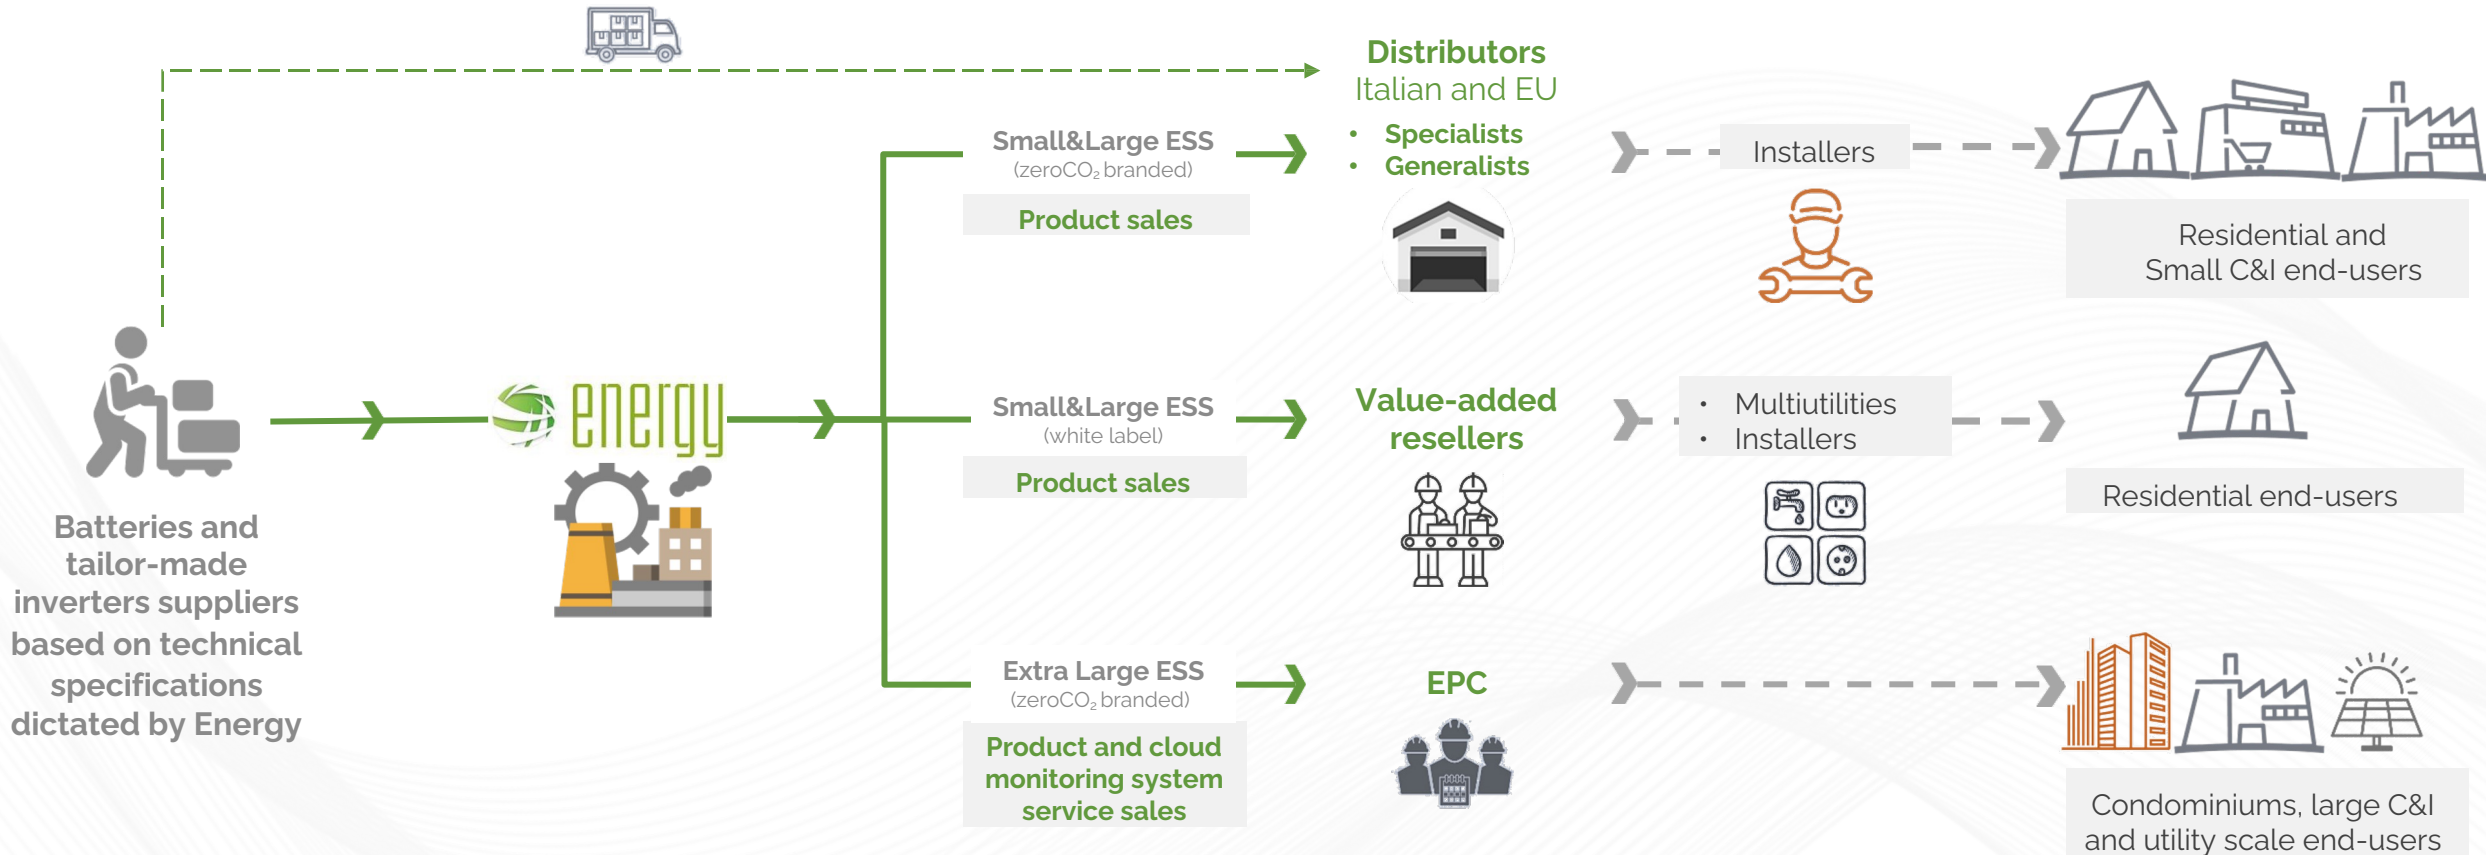 Distributors
Italian and EU
• Specialists
• Generalists
Small&Large ESS
(zeroCO₂ branded)
Product sales
Installers
Residential and
Small C&I end-users
energy
Small&Large ESS
(white label)
Product sales
Value-added
resellers
• Multiutilities
• Installers
Residential end-users
Batteries and
tailor-made
inverters suppliers
based on technical
specifications
dictated by Energy
Extra Large ESS
(zeroCO₂ branded)
Product and cloud
monitoring system
service sales
EPC
Condominiums, large C&I
and utility scale end-users